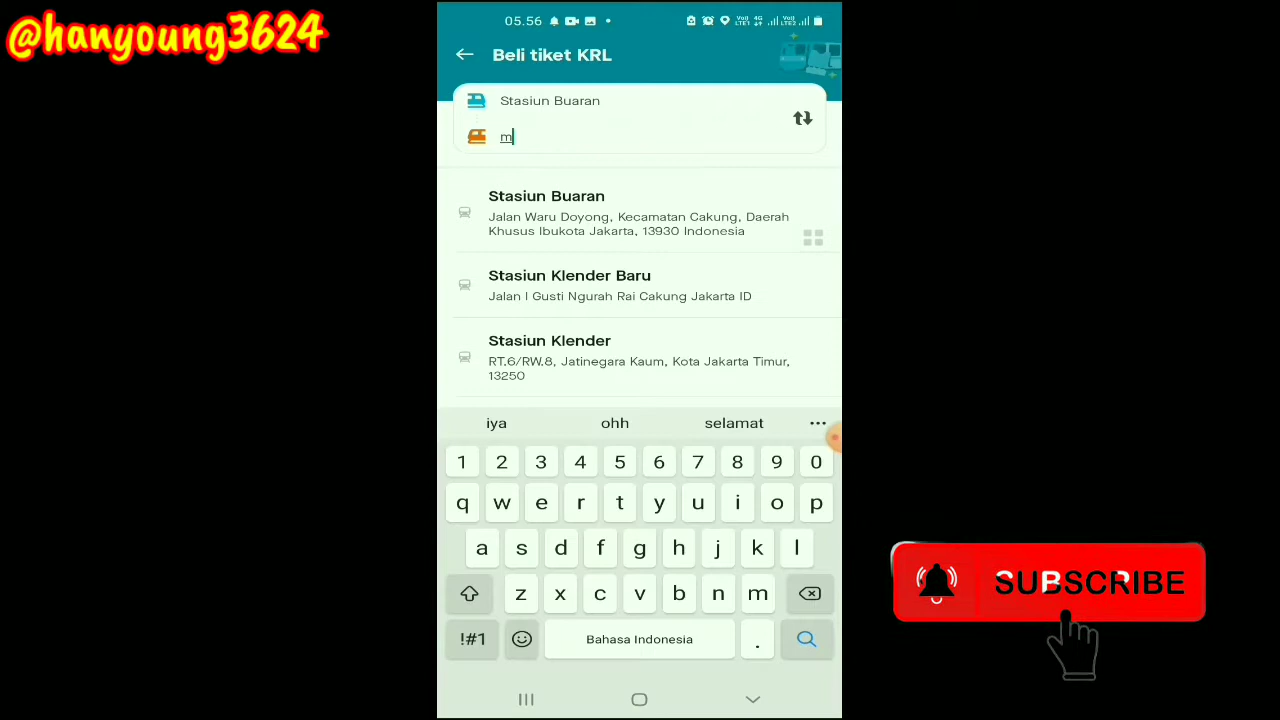 @hanyoung3624
05.56
Beli tiket KRL
Stasiun Buaran
m
Stasiun Buaran
Jalan Waru Doyong, Kecamatan Cakung, Daerah
Khusus Ibukota Jakarta, 13930 Indonesia
Stasiun Klender Baru
Jalan I Gusti Ngurah Rai Cakung Jakarta ID
Stasiun Klender
RT.6/RW.8, Jatinegara Kaum, Kota Jakarta Timur,
13250
iya ohh selamat
1 2 3 4 5 6 7 8 9 0
q w e r t y u i o p
a s d f g h j k l
z x c v b n m
!#1 Bahasa Indonesia .
SUBSCRIBE